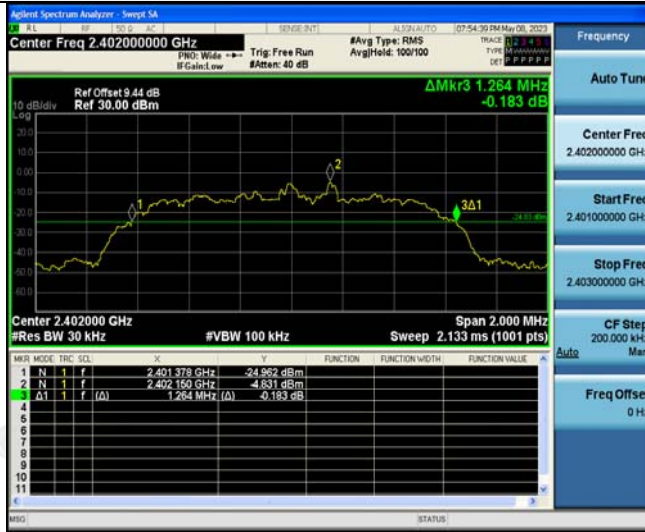 Agilent Spectrum Analyzer - Swept SA
RL RF 50 Ω AC SENSE:INT ALIGN AUTO 07:54:39 PM May 08, 2023
Center Freq 2.402000000 GHz
PNO: Wide
IFGain:Low
Trig: Free Run
#Atten: 40 dB
#Avg Type: RMS
Avg|Hold: 100/100
TRACE 1 2 3 4 5 6
TYPE
DET P P P P P P
Ref Offset 9.44 dB
Ref 30.00 dBm
10 dB/div
Log
ΔMkr3 1.264 MHz
-0.183 dB
20.0
10.0
0.00
-10.0
-20.0
-30.0
-40.0
-50.0
-60.0
1
2
3Δ1
Center 2.402000 GHz
Span 2.000 MHz
#Res BW 30 kHz
#VBW 100 kHz
Sweep 2.133 ms (1001 pts)
MKR MODE TRC SCL X Y FUNCTION FUNCTION WIDTH FUNCTION VALUE
1 N 1 f 2.401 378 GHz -24.962 dBm
2 N 1 f 2.402 150 GHz -4.831 dBm
3 Δ1 1 f (Δ) 1.264 MHz (Δ) -0.183 dB
4
5
6
7
8
9
10
11
MSG
STATUS
Frequency
Auto Tune
Center Freq
2.402000000 GHz
Start Freq
2.401000000 GHz
Stop Freq
2.403000000 GHz
CF Step
200.000 kHz
Auto Man
Freq Offset
0 Hz